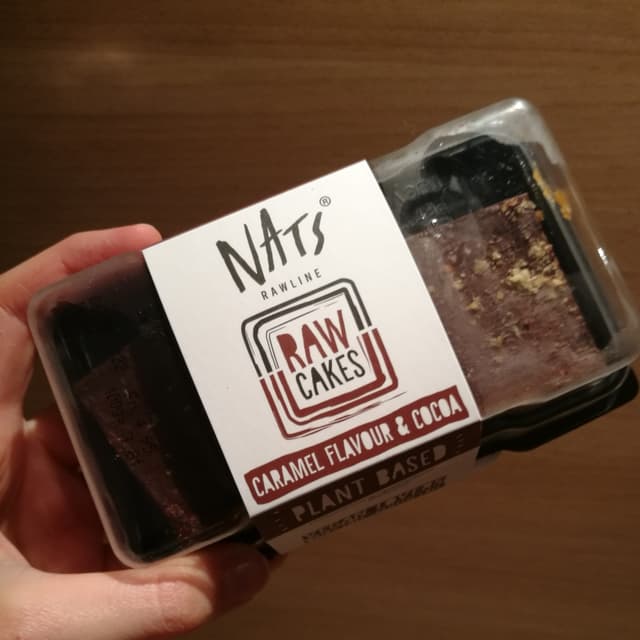 NATS®
RAWLINE
RAW
CAKES
CARAMEL FLAVOUR & COCOA
PLANT BASED